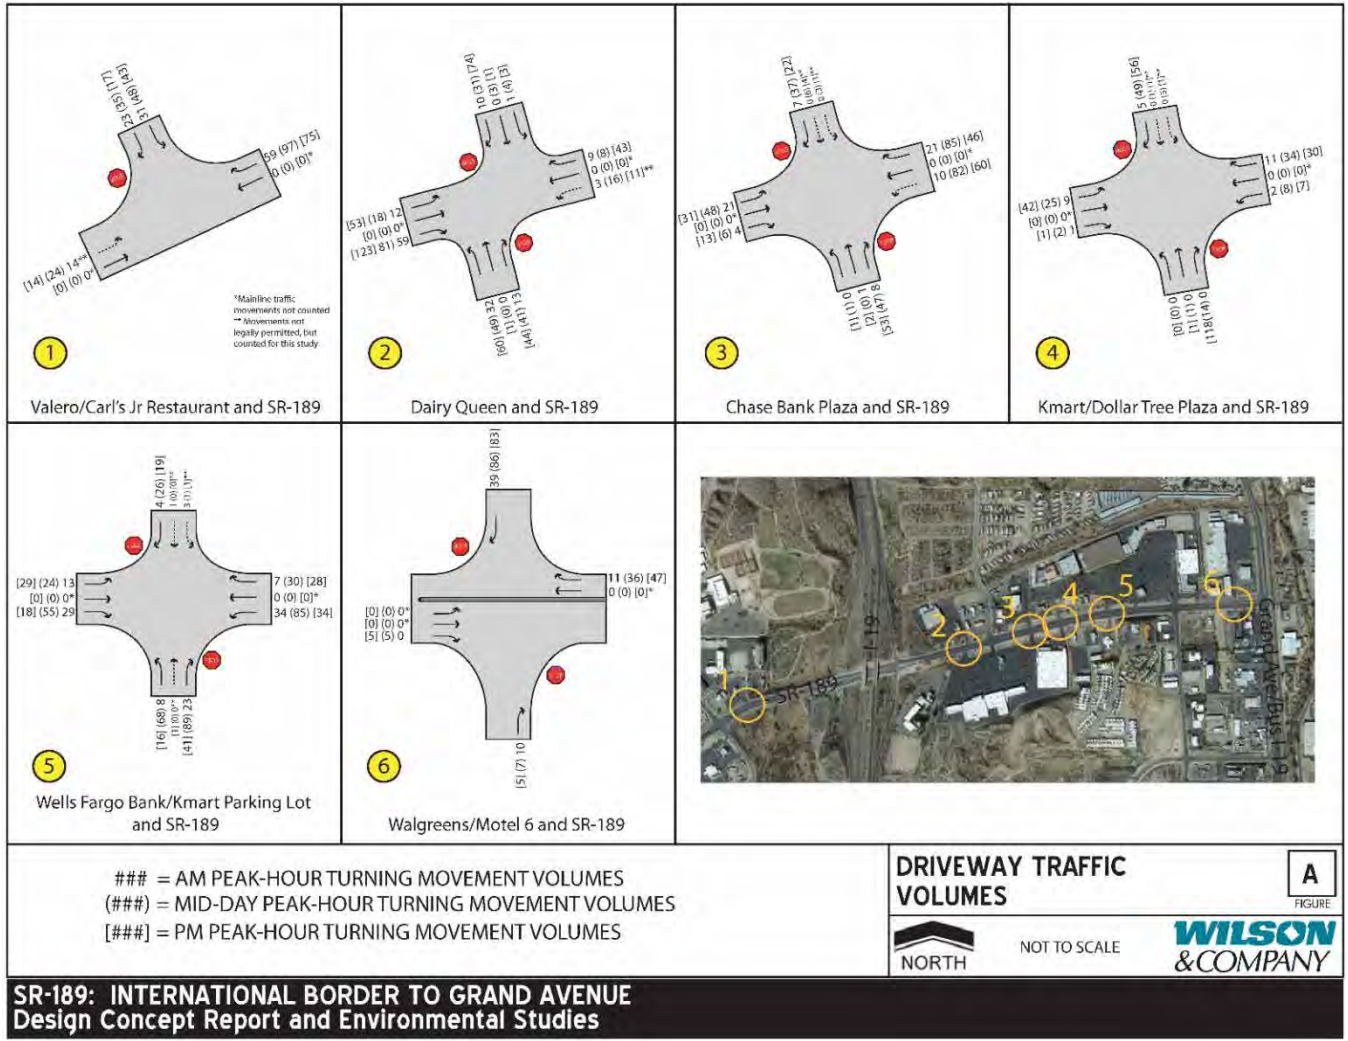 23 (35) [17]
31 (48) [43]
59 (97) [75]
0 (0) [0]*
[14] (24) 14**
[0] (0) 0*
*Mainline traffic
movements not counted
Movements not
legally permitted, but
counted for this study
1
Valero/Carl's Jr Restaurant and SR-189
10 (31) [74]
0 (3) [1]
1 (4) [3]
9 (8) [43]
0 (0) [0]*
3 (16) [11]**
[53] (18) 12
[0] (0) 0*
[123] 81) 59
[60] (49) 32
[1] (0) 0
[44] (41) 13
2
Dairy Queen and SR-189
7 (37) [22]
21 (85) [46]
0 (0) [0]*
10 (82) [60]
[31] (48) 21
[0] (0) 0*
[13] (6) 4
[1] (1) 0
[2] (0) 1
[53] (47) 8
3
Chase Bank Plaza and SR-189
5 (49) [56]
11 (34) [30]
0 (0) [0]*
2 (8) [7]
[42] (25) 9
[0] (0) 0*
[1] (2) 1
[0] (0) 0
[1] (1) 0
[118] (14) 0
4
Kmart/Dollar Tree Plaza and SR-189
4 (26) [19]
7 (30) [28]
0 (0) [0]*
34 (85) [34]
[29] (24) 13
[0] (0) 0*
[18] (55) 29
[16] (68) 8
[1] (0) 0**
[41] (89) 23
5
Wells Fargo Bank/Kmart Parking Lot
and SR-189
39 (86) [83]
11 (36) [47]
0 (0) [0]*
[0] (0) 0*
[0] (0) 0*
[5] (5) 0
[5] (7) 10
6
Walgreens/Motel 6 and SR-189
1
2
3
4
5
6
SR-189
I-19
Grand Ave/Bus I-19
### = AM PEAK-HOUR TURNING MOVEMENT VOLUMES
(###) = MID-DAY PEAK-HOUR TURNING MOVEMENT VOLUMES
[###] = PM PEAK-HOUR TURNING MOVEMENT VOLUMES
DRIVEWAY TRAFFIC
VOLUMES
A
FIGURE
NORTH
NOT TO SCALE
WILSON
&COMPANY
SR-189: INTERNATIONAL BORDER TO GRAND AVENUE
Design Concept Report and Environmental Studies